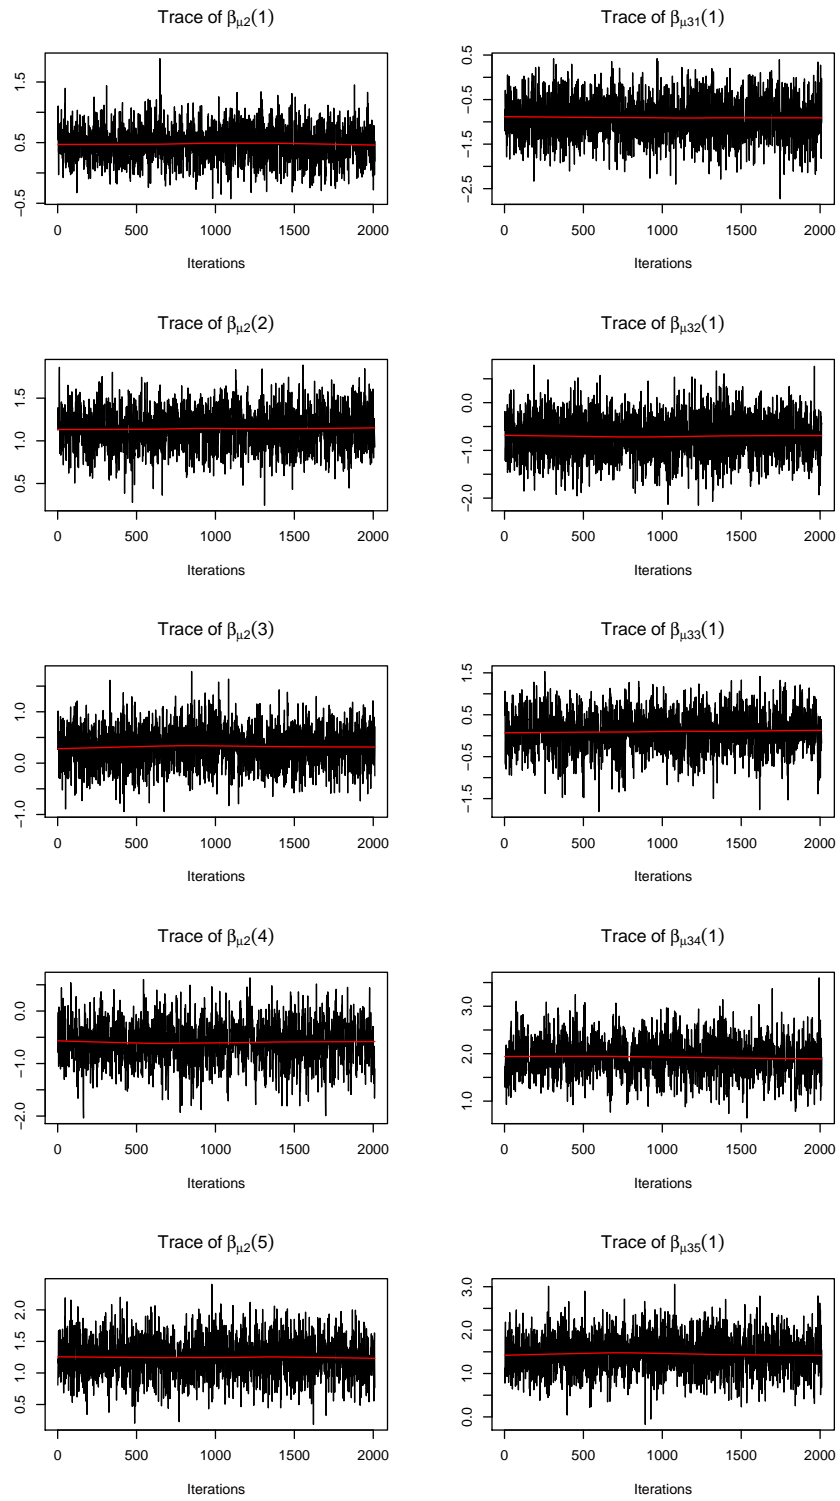 Trace of βμ2(1)
−0.5 0.5 1.5
0 500 1000 1500 2000
Iterations
Trace of βμ31(1)
−2.5 −1.5 −0.5 0.5
0 500 1000 1500 2000
Iterations
Trace of βμ2(2)
0.5 1.0 1.5
0 500 1000 1500 2000
Iterations
Trace of βμ32(1)
−2.0 −1.0 0.0
0 500 1000 1500 2000
Iterations
Trace of βμ2(3)
−1.0 0.0 1.0
0 500 1000 1500 2000
Iterations
Trace of βμ33(1)
−1.5 −0.5 0.5 1.5
0 500 1000 1500 2000
Iterations
Trace of βμ2(4)
−2.0 −1.0 0.0
0 500 1000 1500 2000
Iterations
Trace of βμ34(1)
1.0 2.0 3.0
0 500 1000 1500 2000
Iterations
Trace of βμ2(5)
0.5 1.0 1.5 2.0
0 500 1000 1500 2000
Iterations
Trace of βμ35(1)
0.0 1.0 2.0 3.0
0 500 1000 1500 2000
Iterations